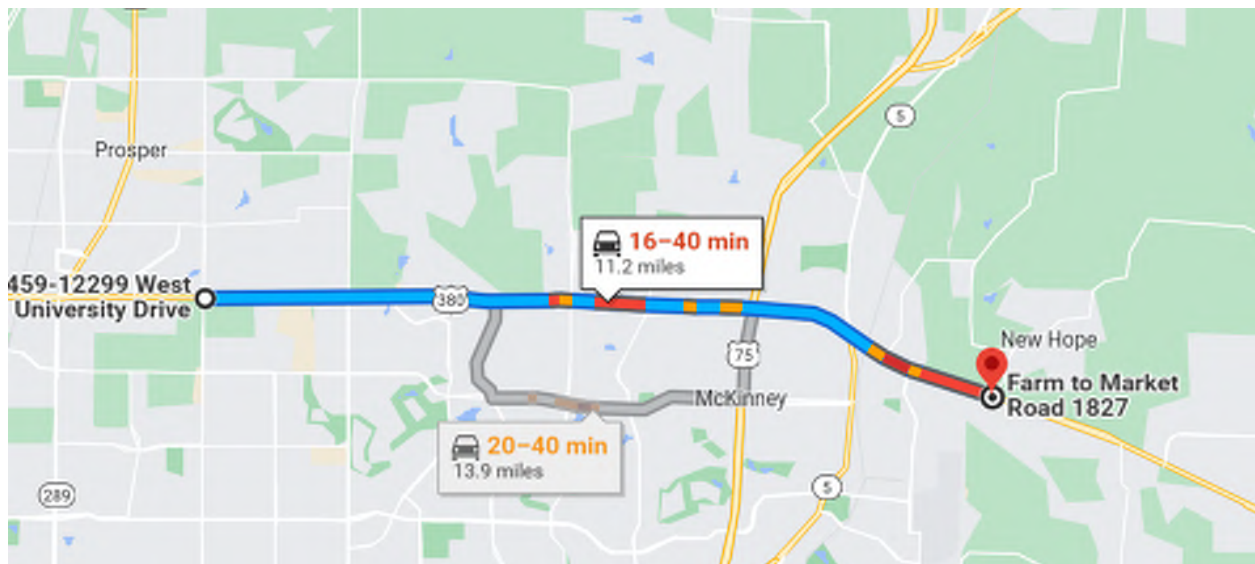 5
Prosper
16–40 min
11.2 miles
459-12299 West
University Drive
380
75
New Hope
Farm to Market
Road 1827
McKinney
20–40 min
13.9 miles
289
5